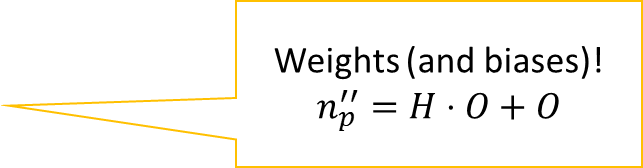 Weights (and biases)!
n''_p = H · O + O